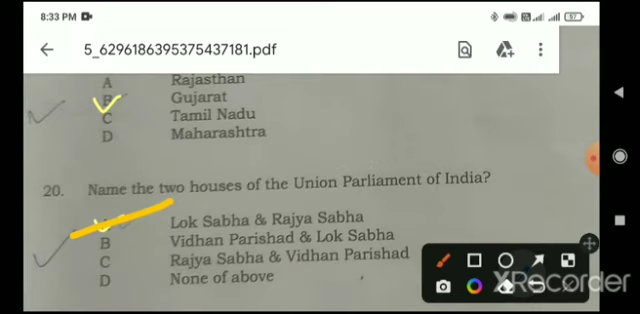 8:33 PM
67
5_6296186395375437181.pdf
A Rajasthan
B Gujarat
C Tamil Nadu
D Maharashtra
20. Name the two houses of the Union Parliament of India?
Lok Sabha & Rajya Sabha
B Vidhan Parishad & Lok Sabha
C Rajya Sabha & Vidhan Parishad
D None of above
XRecorder